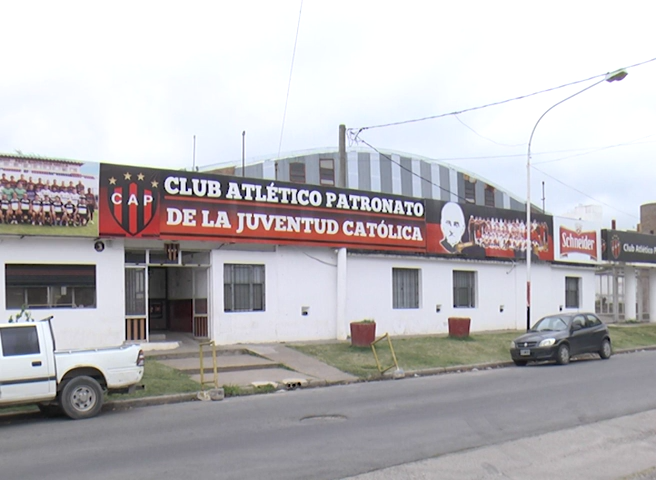 CAP
CLUB ATLÉTICO PATRONATO
DE LA JUVENTUD CATÓLICA
Schneider
Club Atlético